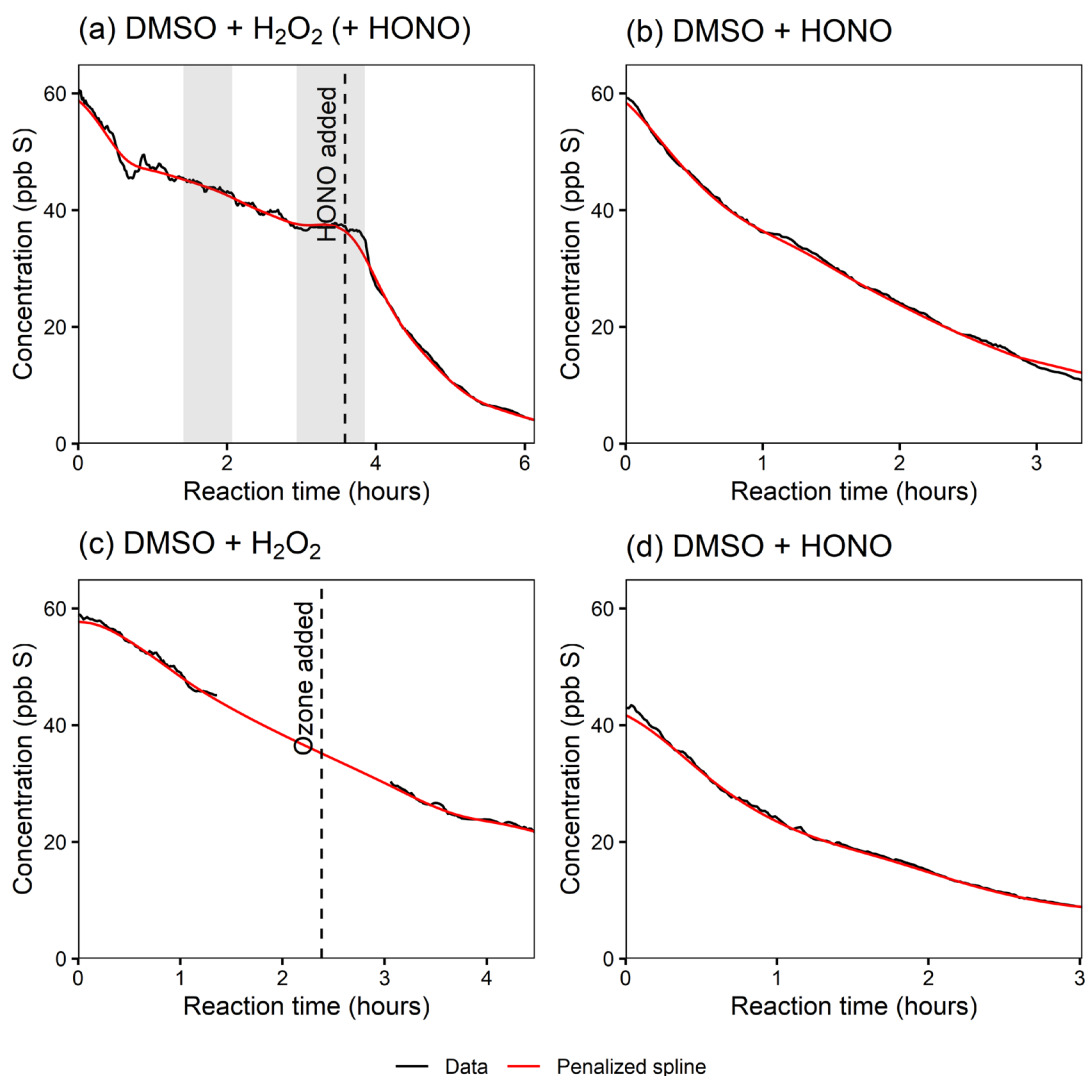 (a) DMSO + H₂O₂ (+ HONO)
(b) DMSO + HONO
Concentration (ppb S)
60
40
20
0
HONO added
0 2 4 6
Reaction time (hours)
Concentration (ppb S)
60
40
20
0
0 1 2 3
Reaction time (hours)
(c) DMSO + H₂O₂
(d) DMSO + HONO
Concentration (ppb S)
60
40
20
0
Ozone added
0 1 2 3 4
Reaction time (hours)
Concentration (ppb S)
60
40
20
0
0 1 2 3
Reaction time (hours)
Data Penalized spline